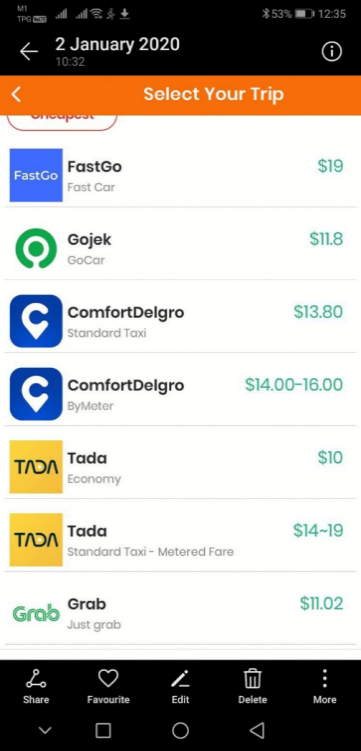 M1
TPG VoLTE
53%
12:35
2 January 2020
10:32
Select Your Trip
Cheapest
FastGo
FastGo
Fast Car
$19
Gojek
GoCar
$11.8
ComfortDelgro
Standard Taxi
$13.80
ComfortDelgro
ByMeter
$14.00-16.00
TADA
Tada
Economy
$10
TADA
Tada
Standard Taxi - Metered Fare
$14~19
Grab
Grab
Just grab
$11.02
Share
Favourite
Edit
Delete
More